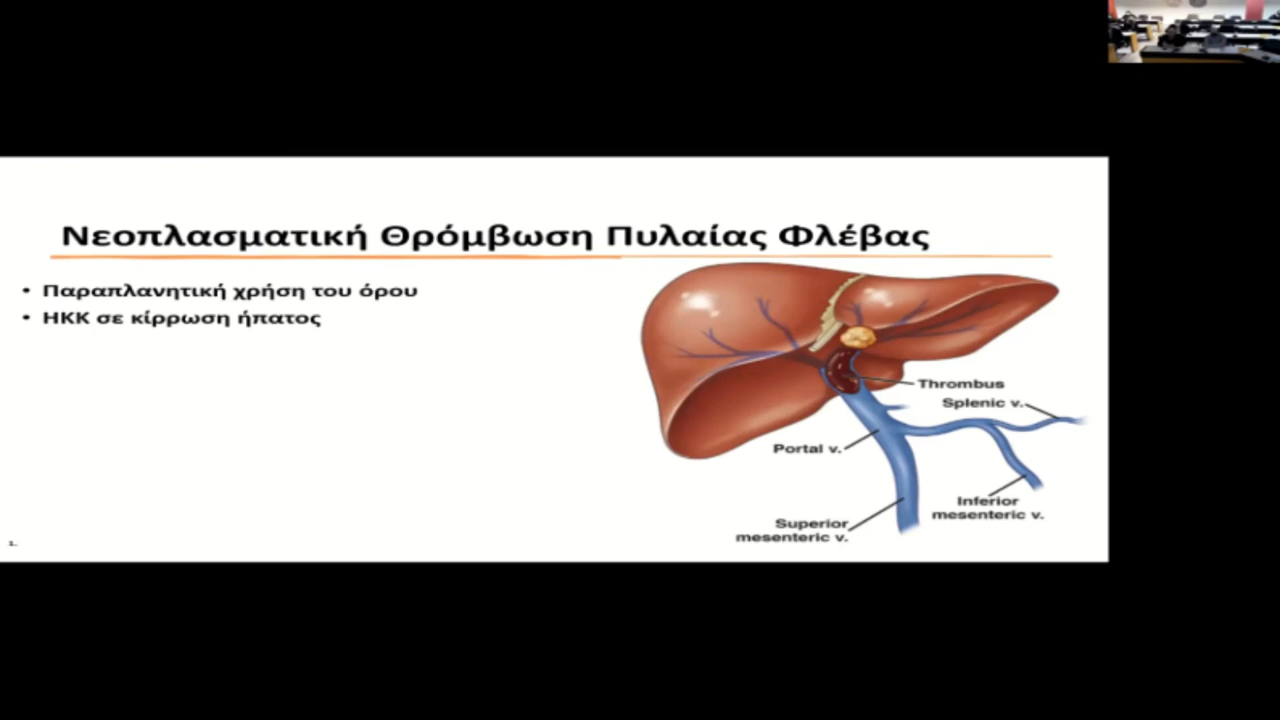 Νεοπλασματική Θρόμβωση Πυλαίας Φλέβας
• Παραπλανητική χρήση του όρου
• ΗΚΚ σε κίρρωση ήπατος
Thrombus
Splenic v.
Portal v.
Inferior
mesenteric v.
Superior
mesenteric v.
1.